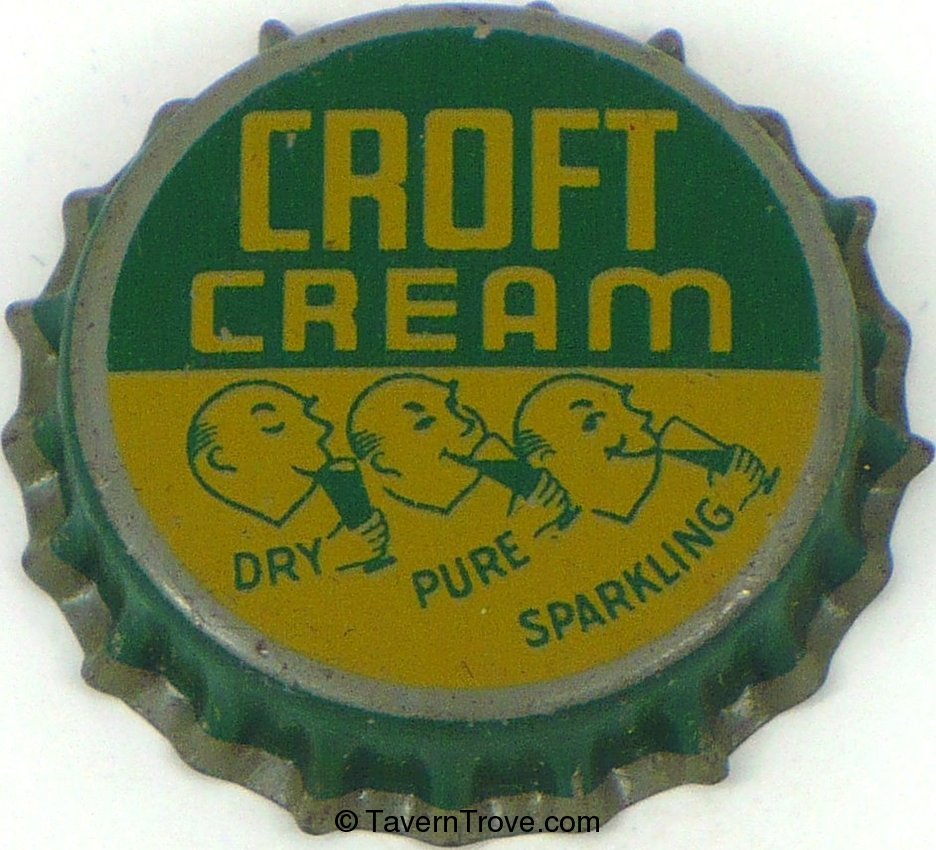 CROFT
CREAM
DRY
PURE
SPARKLING
© TavernTrove.com